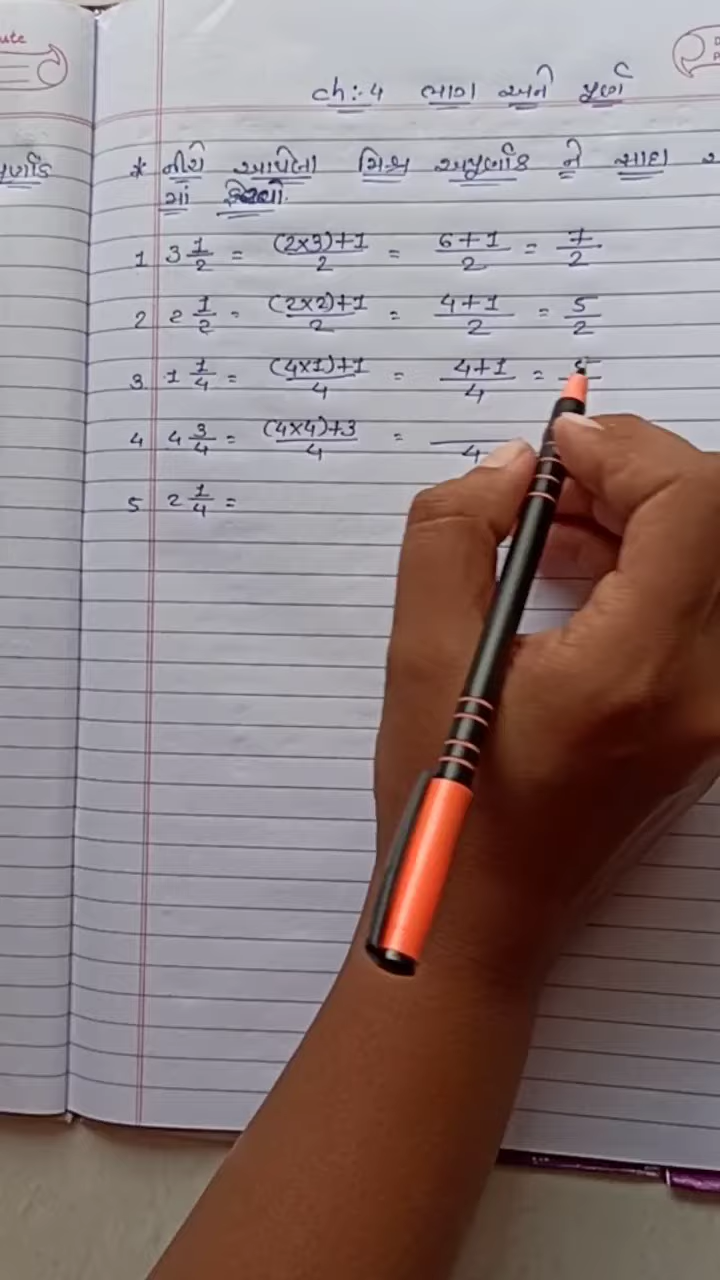 ute
ch:-4 ભાગ અને પૂર્ણ
* નીચે આપેલા મિશ્ર અપૂર્ણાંક ને સાદા
માં ફેરવો.
1 3 1/2 = (2×3)+1/2 = 6+1/2 = 7/2
2 2 1/2 = (2×2)+1/2 = 4+1/2 = 5/2
3 1 1/4 = (4×1)+1/4 = 4+1/4 =
4 4 3/4 = (4×4)+3/4 = /4
5 2 1/4 =